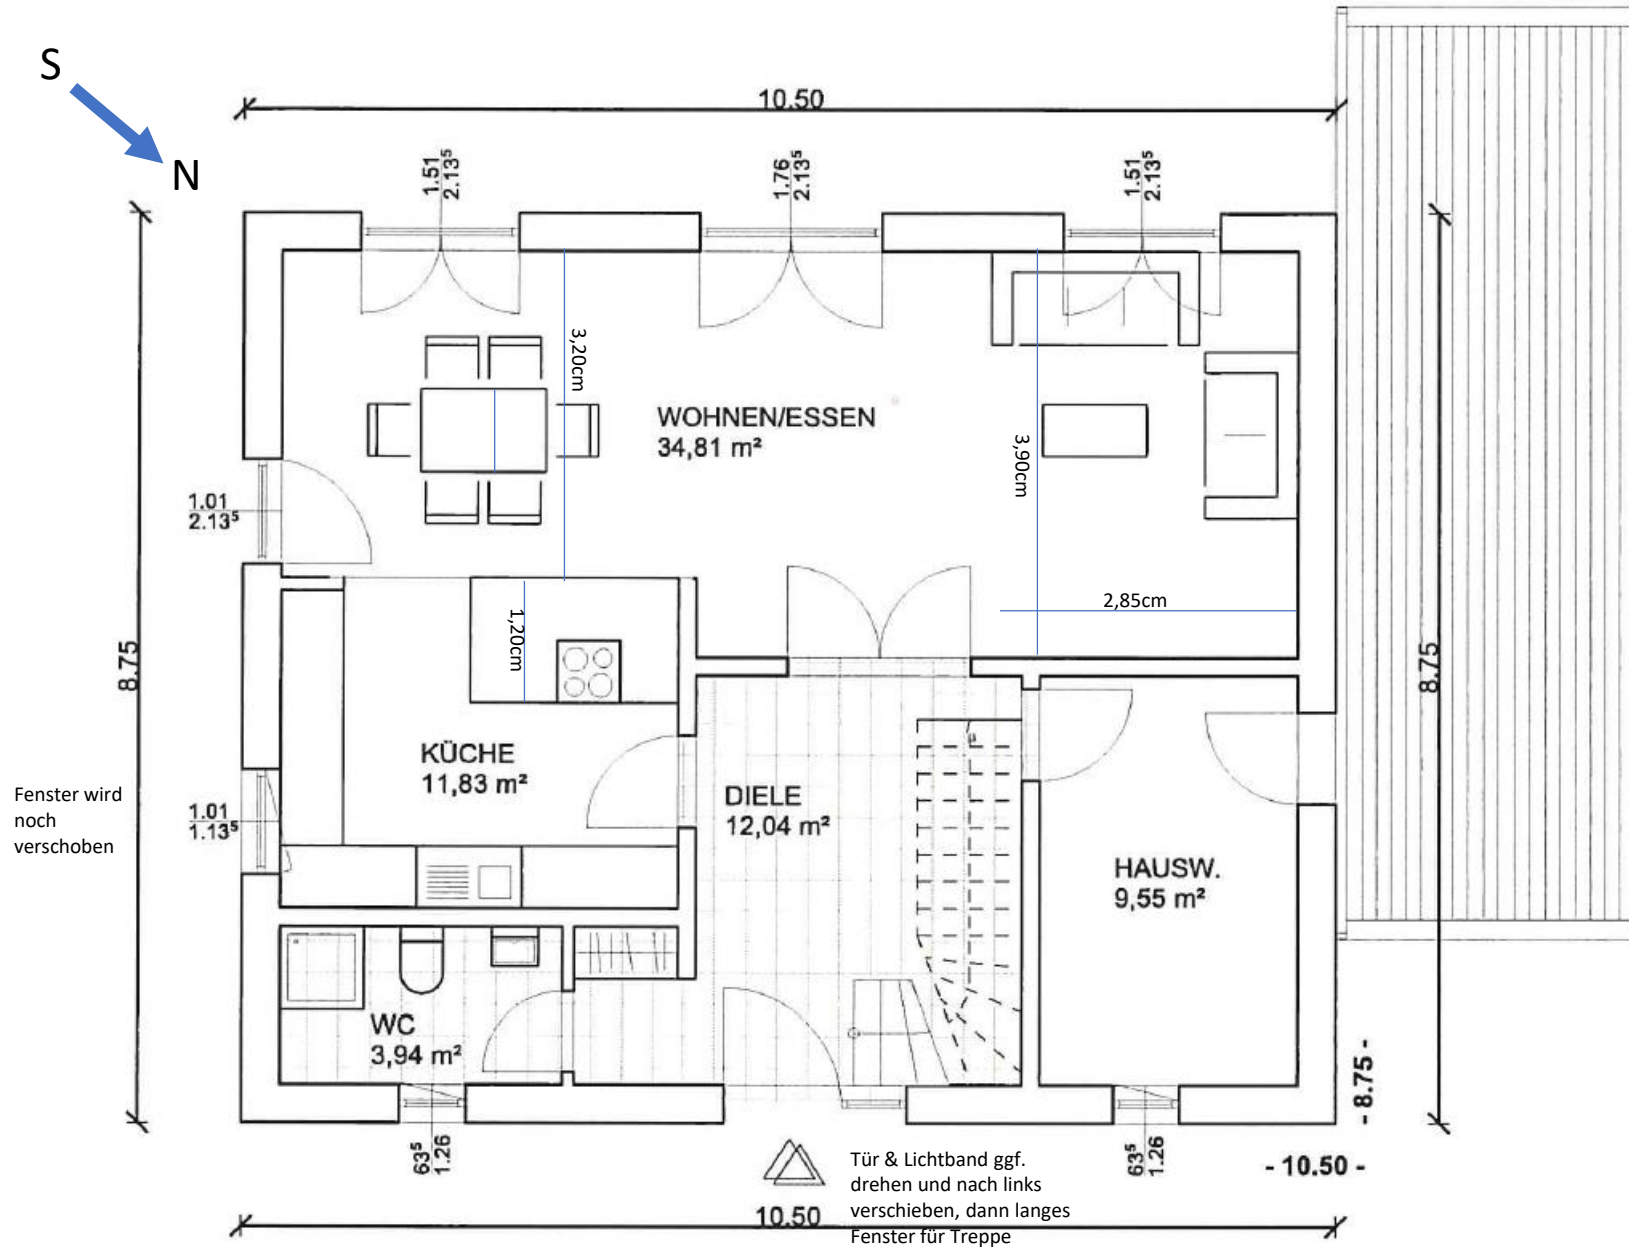 S
N
10.50
1.51
2.13⁵
1.76
2.13⁵
1.51
2.13⁵
3,20cm
WOHNEN/ESSEN
34,81 m²
3,90cm
1.01
2.13⁵
2,85cm
1,20cm
8.75
8.75
KÜCHE
11,83 m²
Fenster wird
noch
verschoben
1.01
1.13⁵
DIELE
12,04 m²
HAUSW.
9,55 m²
WC
3,94 m²
63⁵
1.26
63⁵
1.26
- 8.75 -
- 10.50 -
Tür & Lichtband ggf.
drehen und nach links
verschieben, dann langes
Fenster für Treppe
10.50